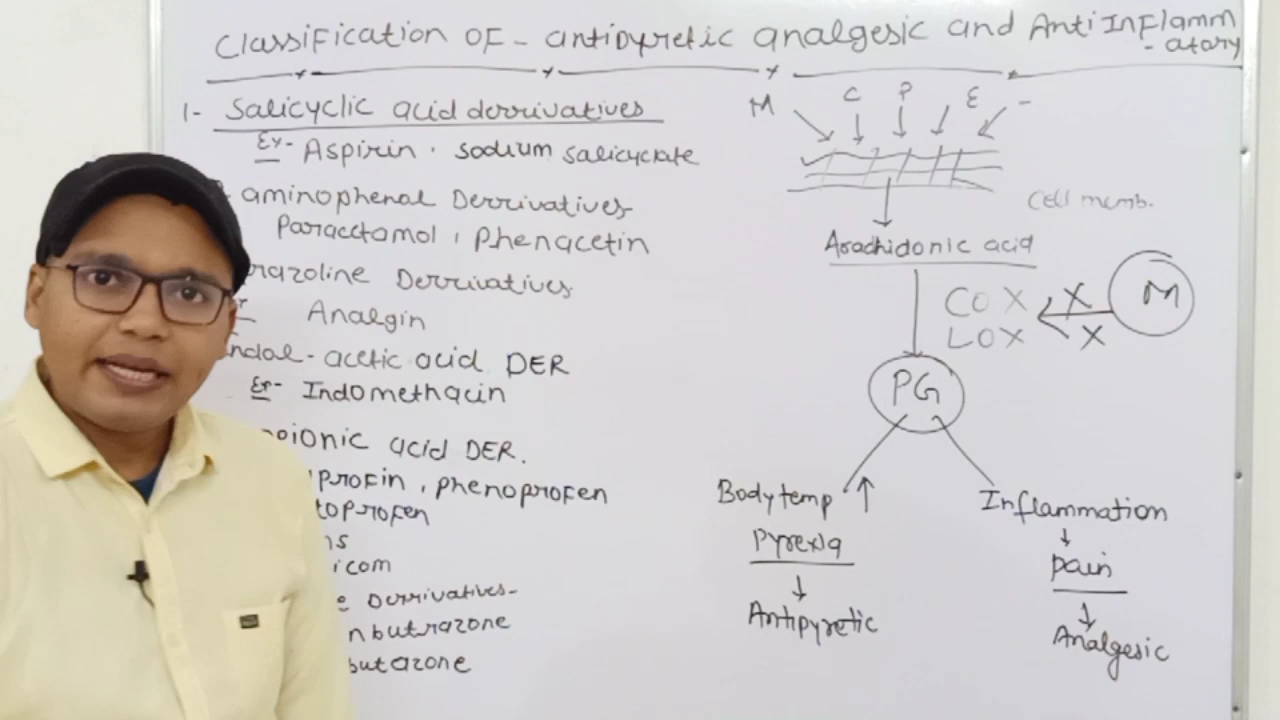 Classification OF - antipyretic analgesic and Anti Inflamm
- atory
1- Salicyclic acid derrivatives
Ex- Aspirin . sodium salicyclate
aminophenol Derrivatives
Paracetamol , Phenacetin
razoline Derrivatives
Analgin
ndol - acetic acid DER
Ex- Indomethacin
pionic acid DER.
profin , phenoprofen
toprofen
ns
icom
e Derrivatives-
nbutrazone
butazone
M C P E -
Cell memb.
Arachidonic acid
COX X M
LOX X
PG
Body temp ↑
Pyrexia
↓
Antipyretic
Inflammation
↓
pain
↓
Analgesic